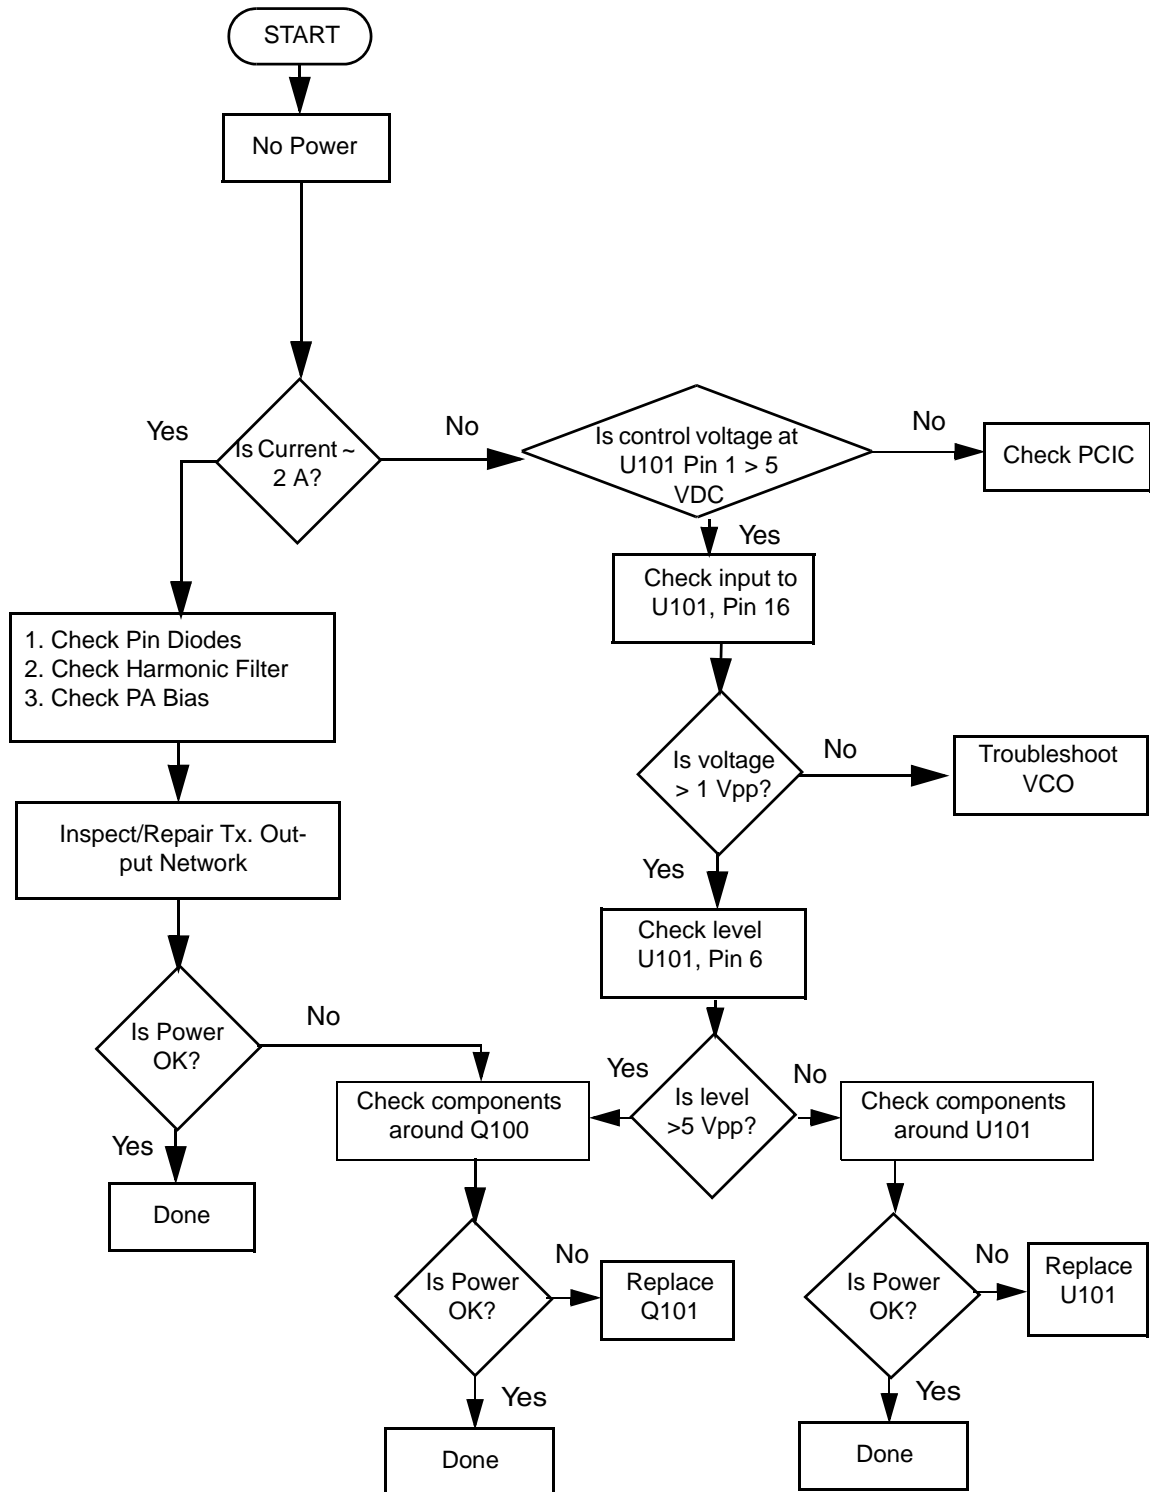 START
No Power
Is Current ~
2 A?
Yes
No
Is control voltage at
U101 Pin 1 > 5
VDC
No
Check PCIC
Yes
Check input to
U101, Pin 16
1. Check Pin Diodes
2. Check Harmonic Filter
3. Check PA Bias
Is voltage
> 1 Vpp?
No
Troubleshoot
VCO
Yes
Inspect/Repair Tx. Out-
put Network
Check level
U101, Pin 6
Is Power
OK?
No
Yes
Done
Is level
>5 Vpp?
Yes
No
Check components
around Q100
Check components
around U101
Is Power
OK?
No
Replace
Q101
Yes
Done
Is Power
OK?
No
Replace
U101
Yes
Done